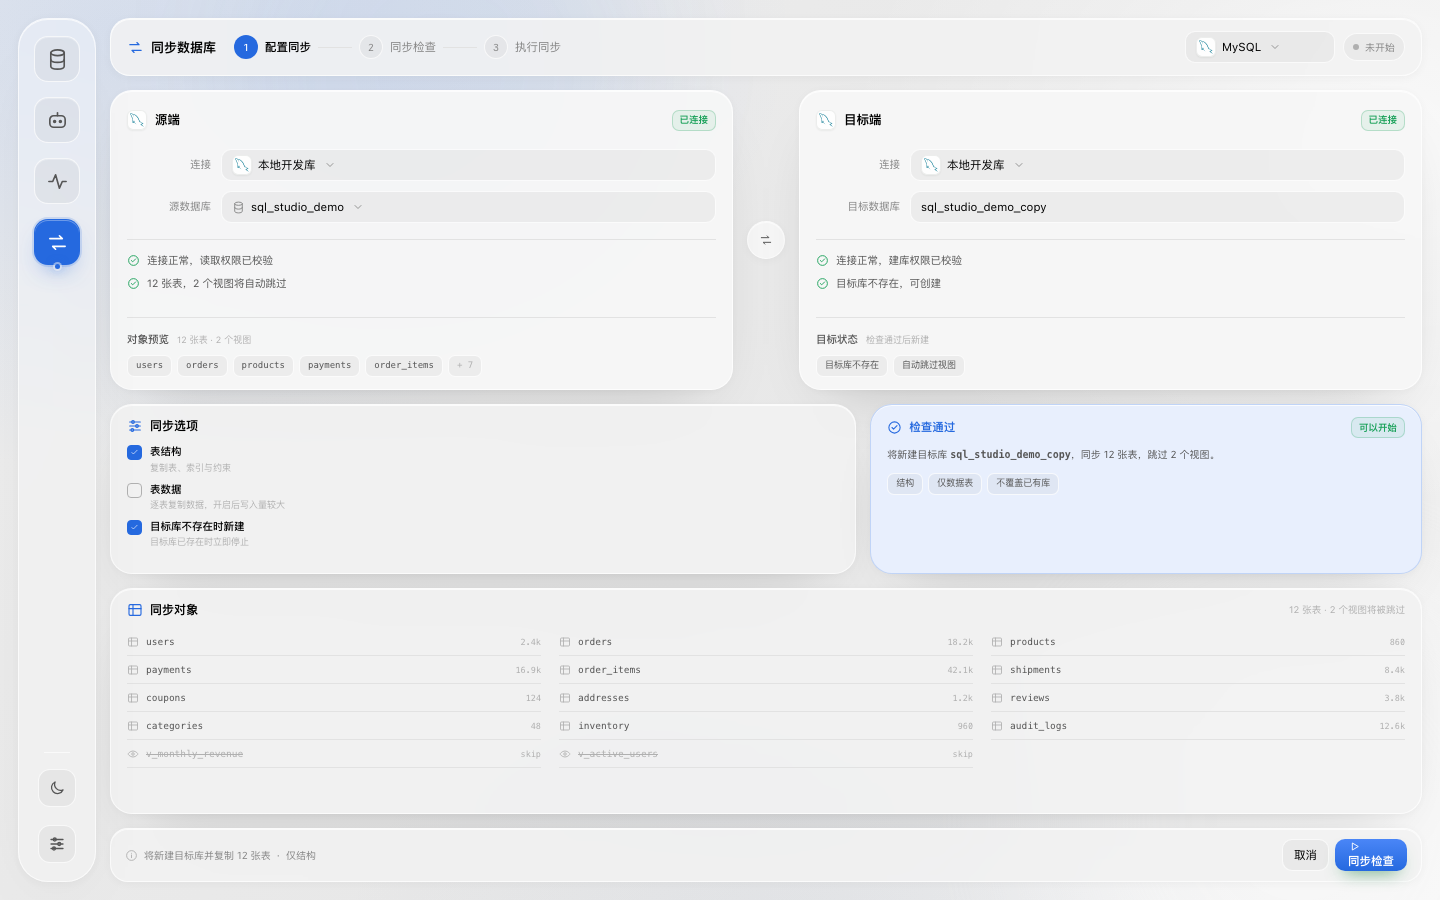 同步数据库 1 配置同步 2 同步检查 3 执行同步 MySQL 未开始
源端 已连接
连接 本地开发库
源数据库 sql_studio_demo
连接正常，读取权限已校验
12 张表，2 个视图将自动跳过
对象预览 12 张表 · 2 个视图
users orders products payments order_items + 7
目标端 已连接
连接 本地开发库
目标数据库 sql_studio_demo_copy
连接正常，建库权限已校验
目标库不存在，可创建
目标状态 检查通过后新建
目标库不存在 自动跳过视图
同步选项
表结构
复制表、索引与约束
表数据
逐表复制数据，开启后写入量较大
目标库不存在时新建
目标库已存在时立即停止
检查通过 可以开始
将新建目标库 sql_studio_demo_copy，同步 12 张表，跳过 2 个视图。
结构 仅数据表 不覆盖已有库
同步对象 12 张表 · 2 个视图将被跳过
users 2.4k orders 18.2k products 860
payments 16.9k order_items 42.1k shipments 8.4k
coupons 124 addresses 1.2k reviews 3.8k
categories 48 inventory 960 audit_logs 12.6k
v_monthly_revenue skip v_active_users skip
将新建目标库并复制 12 张表 · 仅结构 取消 同步检查